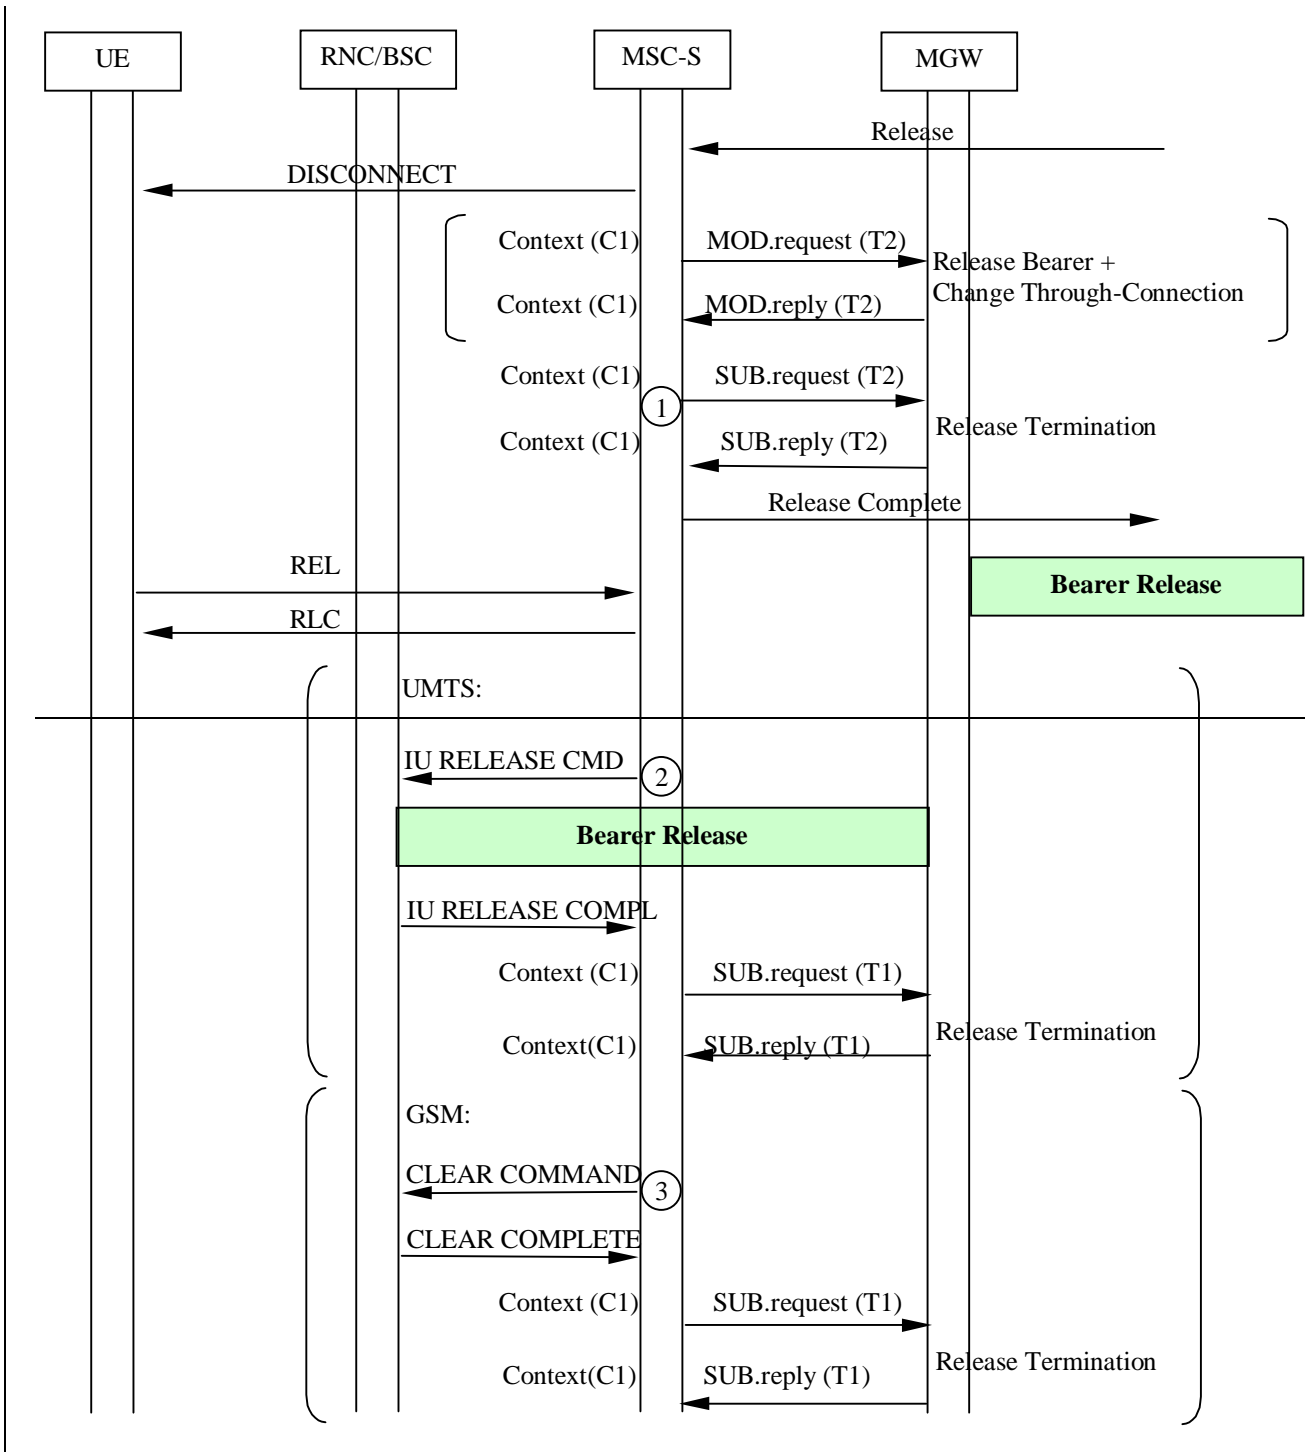 UE
RNC/BSC
MSC-S
MGW
Release
DISCONNECT
Context (C1)
MOD.request (T2)
Release Bearer +
Change Through-Connection
Context (C1)
MOD.reply (T2)
Context (C1)
SUB.request (T2)
1
Release Termination
Context (C1)
SUB.reply (T2)
Release Complete
REL
Bearer Release
RLC
UMTS:
IU RELEASE CMD
2
Bearer Release
IU RELEASE COMPL
Context (C1)
SUB.request (T1)
Release Termination
Context(C1)
SUB.reply (T1)
GSM:
CLEAR COMMAND
3
CLEAR COMPLETE
Context (C1)
SUB.request (T1)
Release Termination
Context(C1)
SUB.reply (T1)